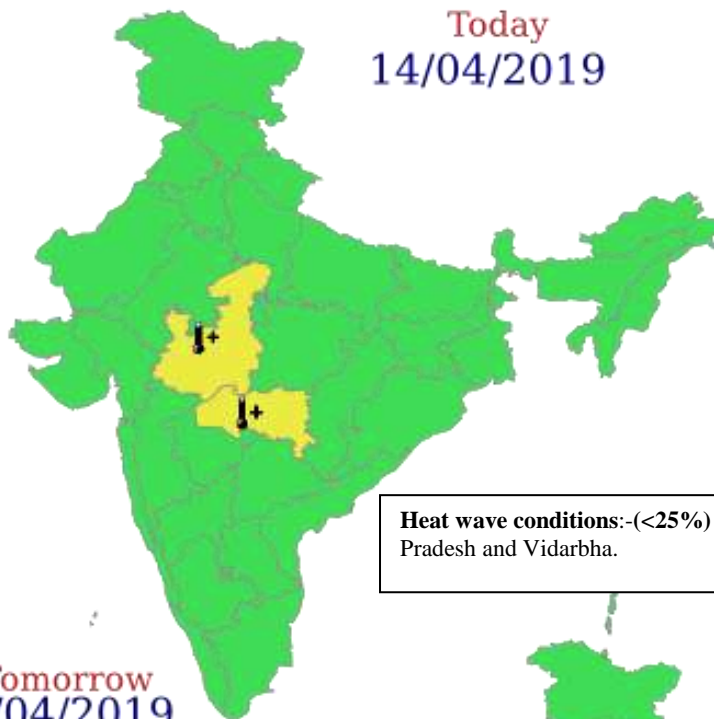 Today
14/04/2019
Heat wave conditions:-(<25%)
Pradesh and Vidarbha.
omorrow
/04/2019